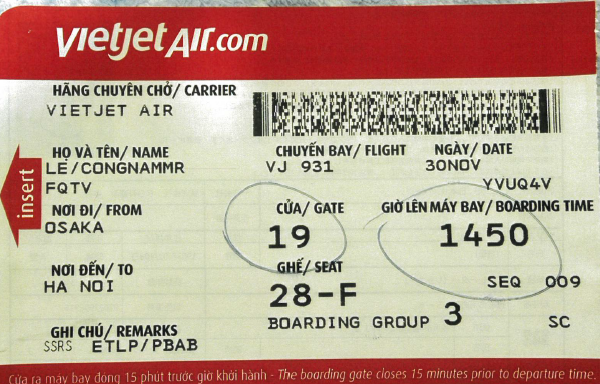 vietjetAir.com
HÃNG CHUYÊN CHỞ/ CARRIER
VIETJET AIR
HỌ VÀ TÊN/ NAME
LE/CONGNAMMR
FQTV
CHUYẾN BAY/ FLIGHT
VJ 931
NGÀY/ DATE
30NOV
YVUQ4V
insert
NƠI ĐI/ FROM
OSAKA
CỬA/ GATE
19
GIỜ LÊN MÁY BAY/ BOARDING TIME
1450
NƠI ĐẾN/ TO
HA NOI
GHẾ/ SEAT
28-F
SEQ 009
BOARDING GROUP 3
SC
GHI CHÚ/ REMARKS
SSRS ETLP/PBAB
Cửa ra máy bay đóng 15 phút trước giờ khởi hành - The boarding gate closes 15 minutes prior to departure time.